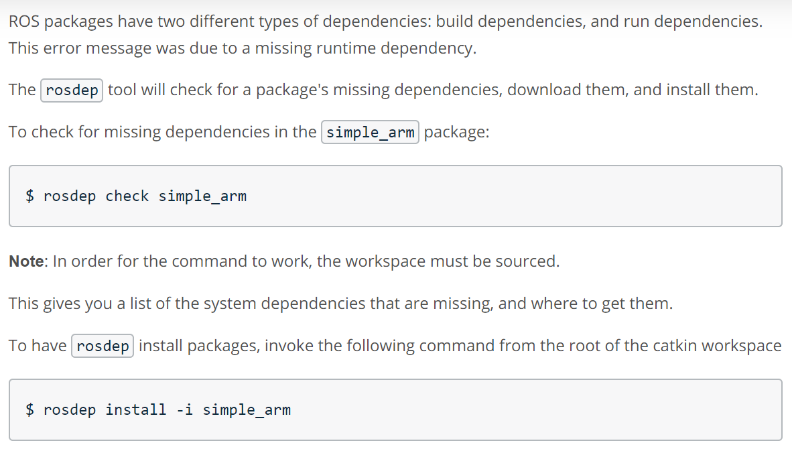 ROS packages have two different types of dependencies: build dependencies, and run dependencies.
This error message was due to a missing runtime dependency.
The rosdep tool will check for a package's missing dependencies, download them, and install them.
To check for missing dependencies in the simple_arm package:
$ rosdep check simple_arm
Note: In order for the command to work, the workspace must be sourced.
This gives you a list of the system dependencies that are missing, and where to get them.
To have rosdep install packages, invoke the following command from the root of the catkin workspace
$ rosdep install -i simple_arm